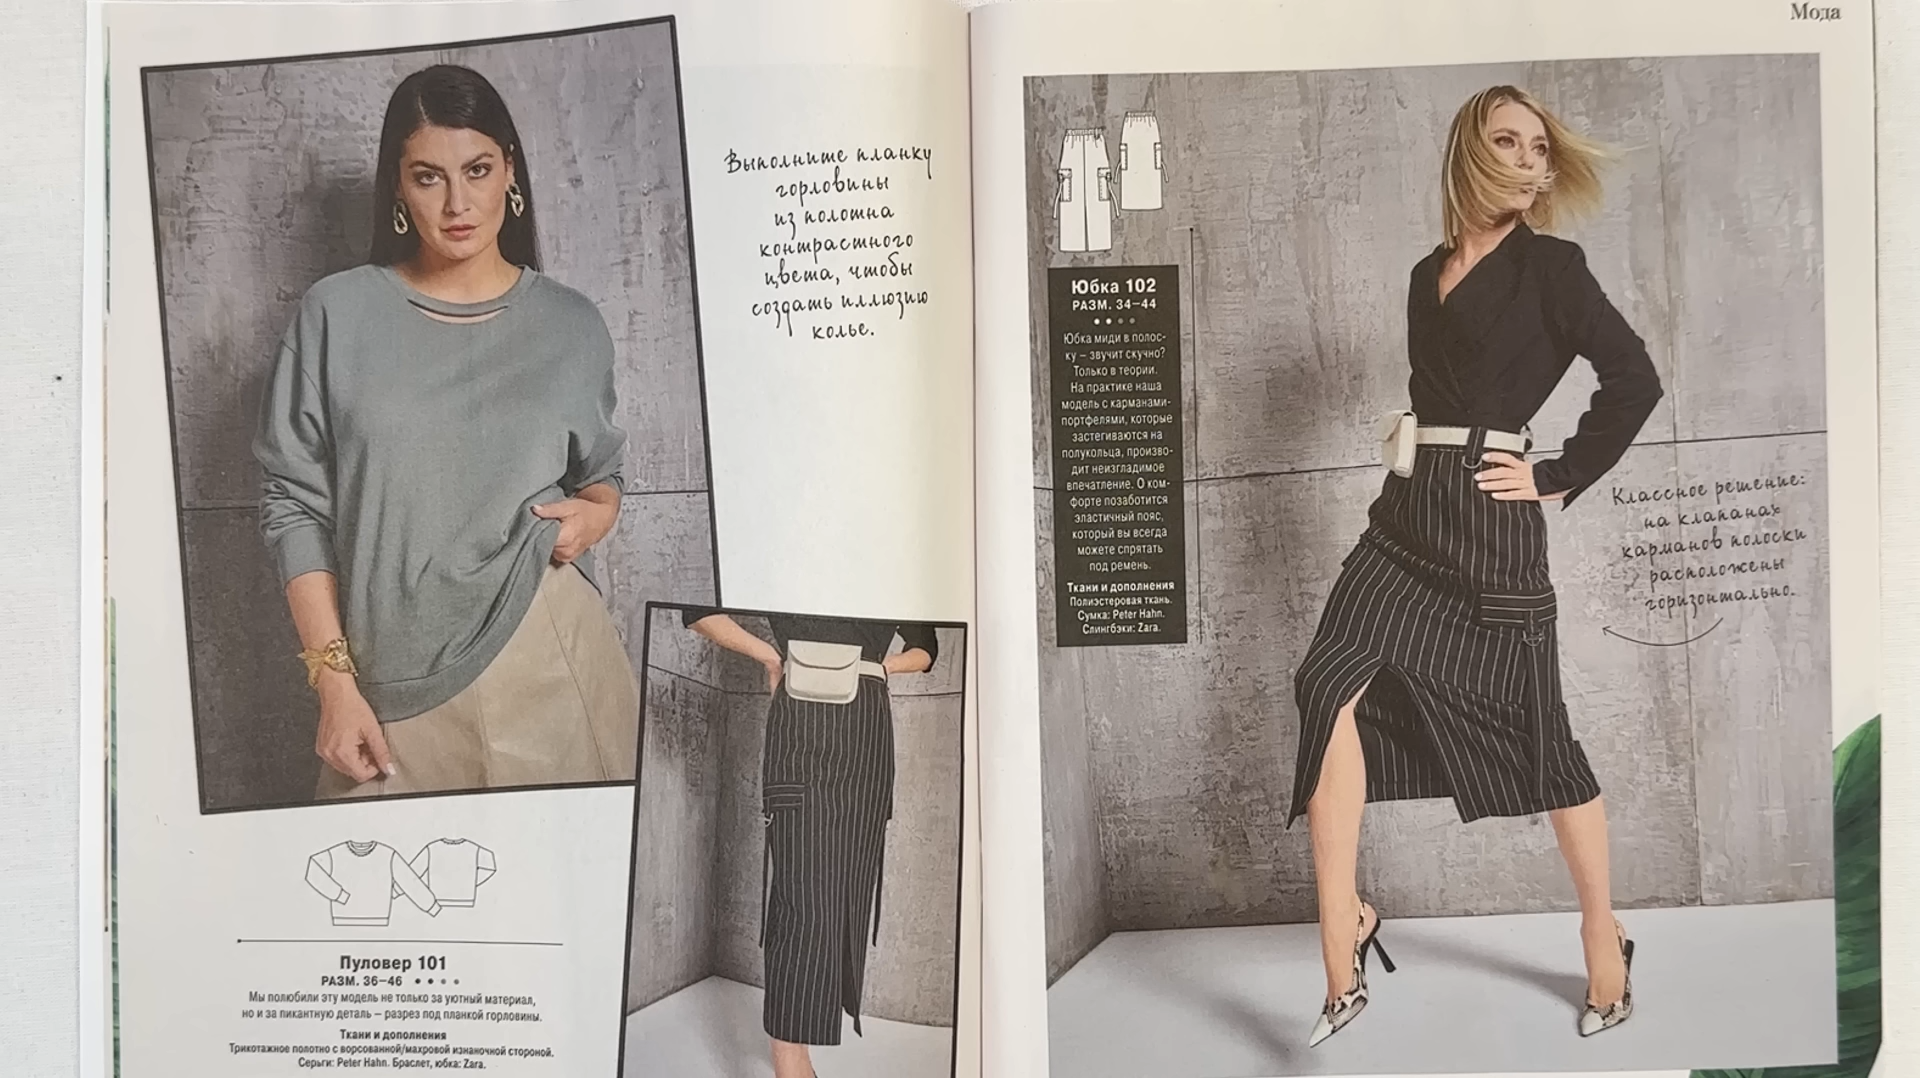 Мода
Выполните планку
горловины
из полотна
контрастного
цвета, чтобы
создать иллюзию
колье.
Пуловер 101
РАЗМ. 36–46
Мы полюбили эту модель не только за уютный материал,
но и за пикантную деталь – разрез под планкой горловины.
Ткани и дополнения
Трикотажное полотно с ворсованной/махровой изнаночной стороной.
Серьги: Peter Hahn. Браслет, юбка: Zara.
Юбка 102
РАЗМ. 34–44
Юбка миди в полос-
ку – звучит скучно?
Только в теории.
На практике наша
модель с карманами-
портфелями, которые
застегиваются на
полукольца, произво-
дит неизгладимое
впечатление. О ком-
форте позаботится
эластичный пояс,
который вы всегда
можете спрятать
под ремень.
Ткани и дополнения
Полиэстеровая ткань.
Сумка: Peter Hahn.
Слингбэки: Zara.
Классное решение:
на клапанах
карманов полоски
расположены
горизонтально.